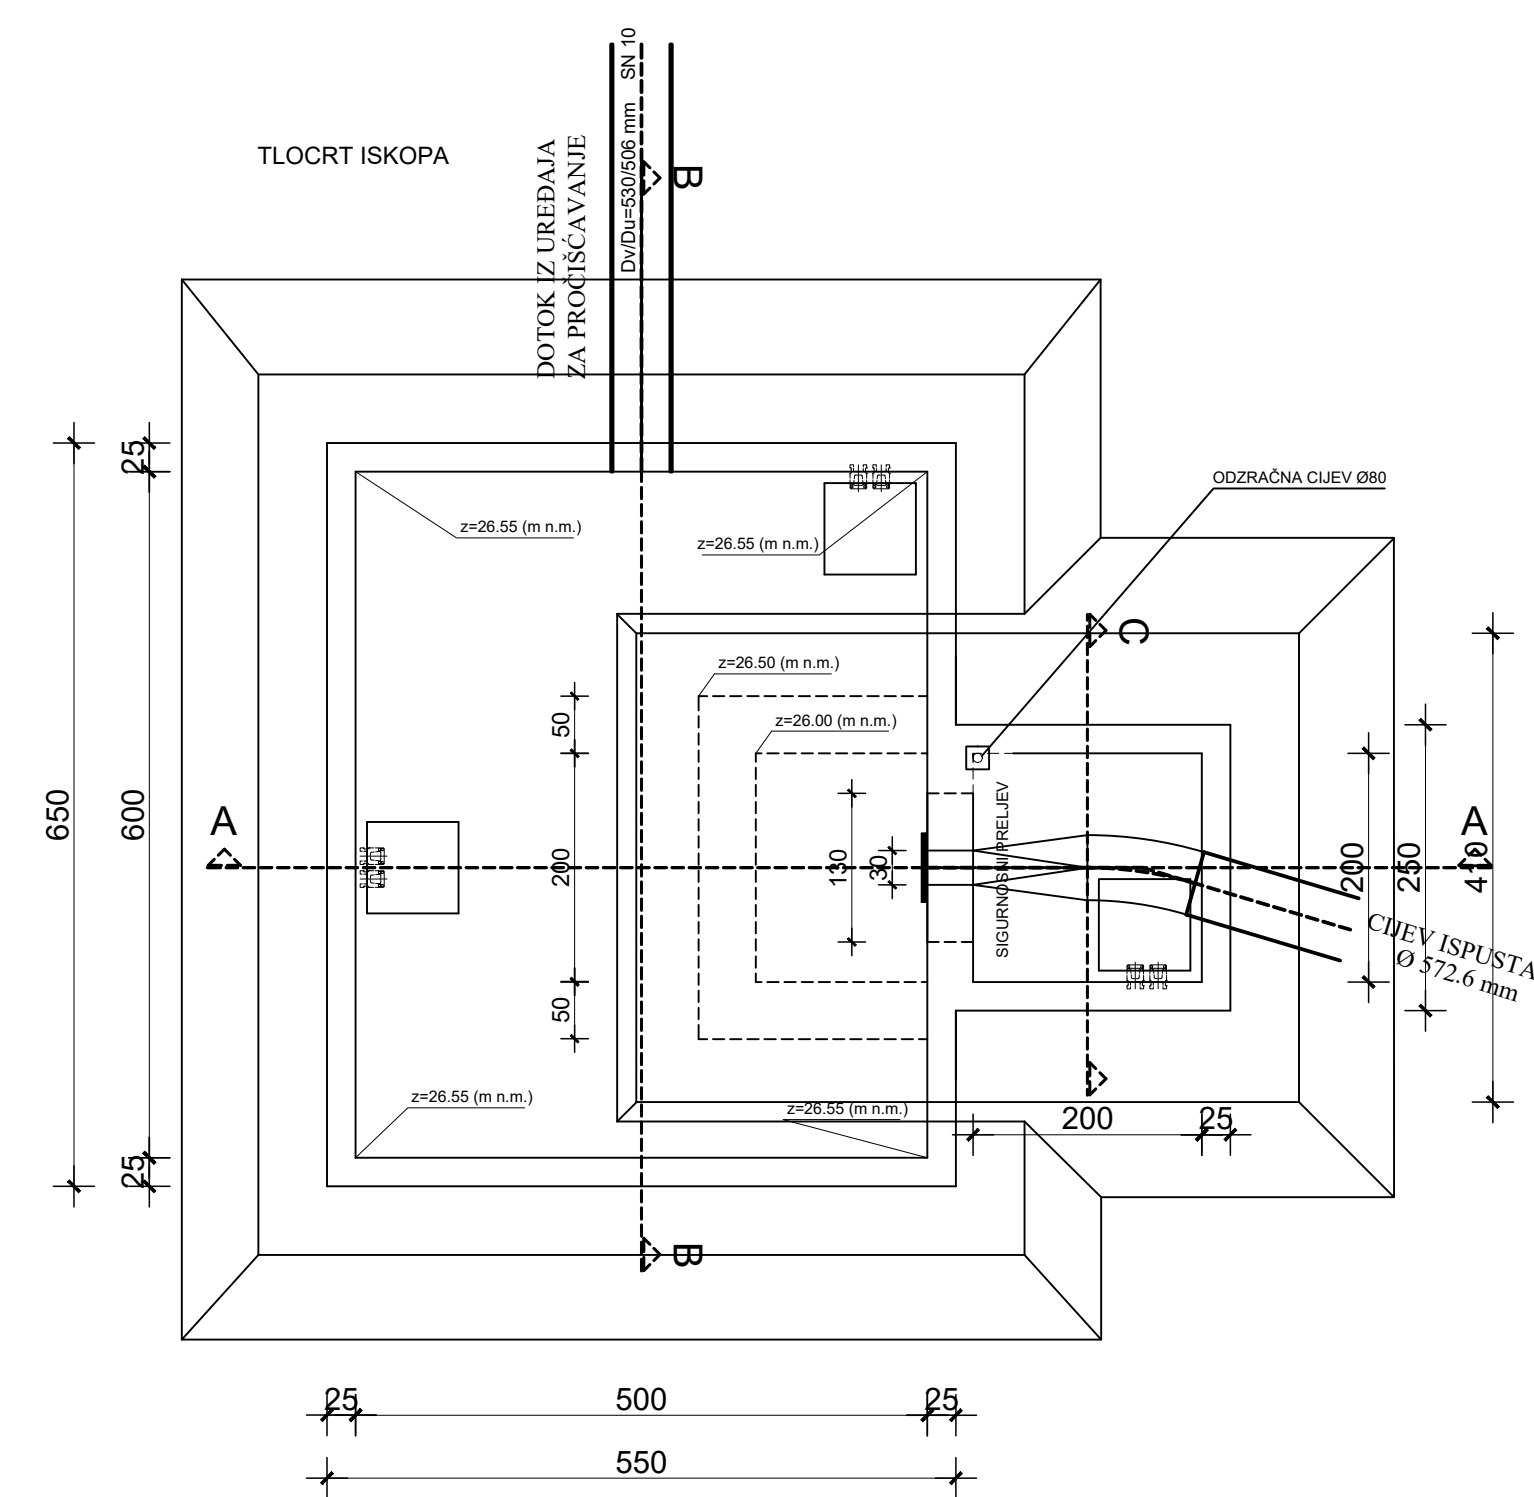 TLOCRT ISKOPA
DOTOK IZ UREĐAJA
ZA PROČIŠĆAVANJE
Dv/Du=530/506 mm SN 10
B
ODZRAČNA CIJEV Ø80
z=26.55 (m n.m.)
z=26.55 (m n.m.)
C
z=26.50 (m n.m.)
z=26.00 (m n.m.)
25
650
600
25
50
200
50
130
30
A
A
SIGURNOSNI PRELJEV
200
250
410
CIJEV ISPUSTA
Ø 572.6 mm
z=26.55 (m n.m.)
z=26.55 (m n.m.)
200
25
B
25
500
25
550